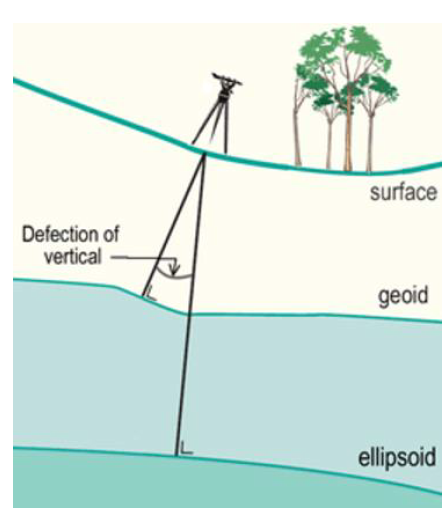 surface
Defection of
vertical
geoid
ellipsoid